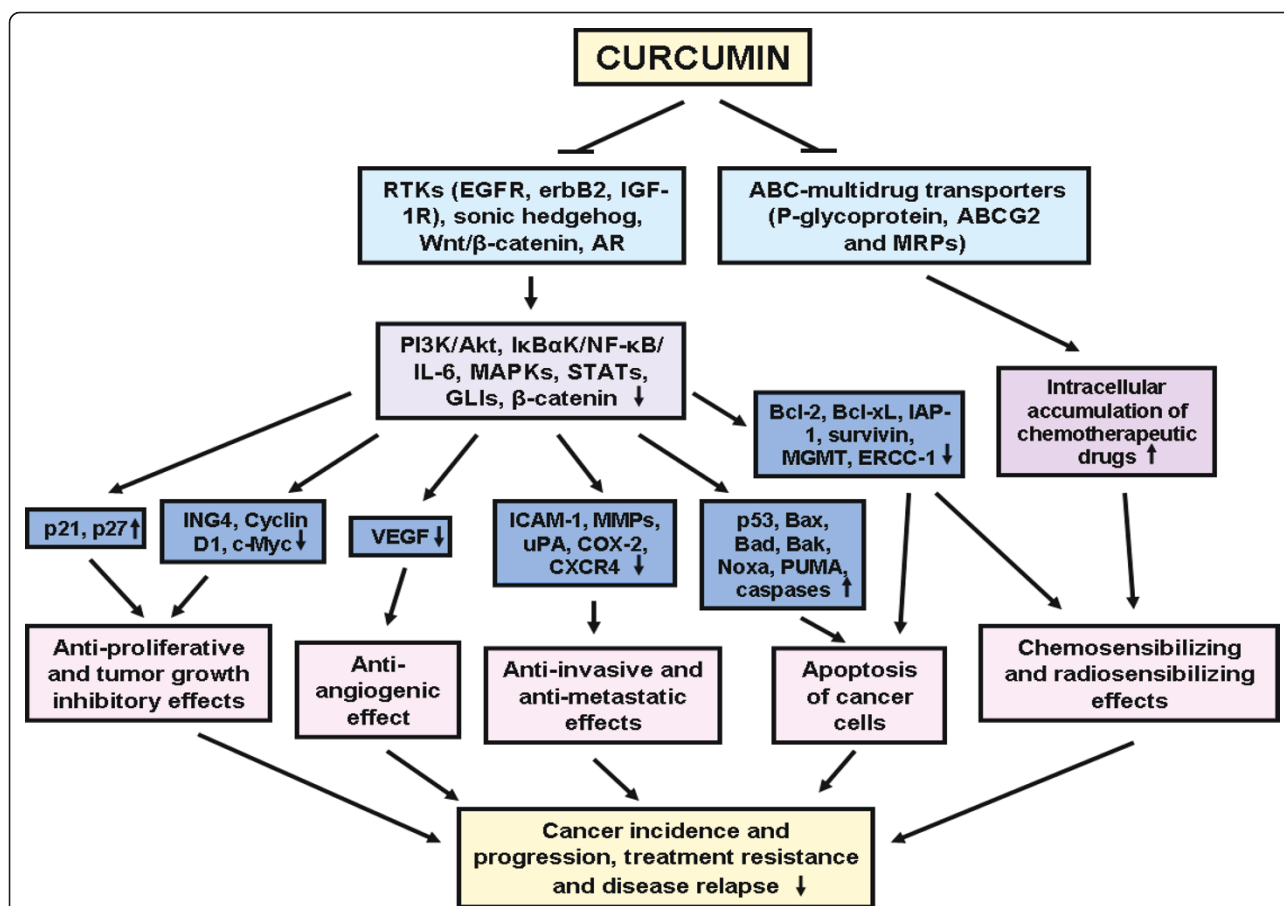 CURCUMIN
RTKs (EGFR, erbB2, IGF-
1R), sonic hedgehog,
Wnt/β-catenin, AR
ABC-multidrug transporters
(P-glycoprotein, ABCG2
and MRPs)
PI3K/Akt, IκBαK/NF-κB/
IL-6, MAPKs, STATs,
GLIs, β-catenin ↓
Bcl-2, Bcl-xL, IAP-
1, survivin,
MGMT, ERCC-1 ↓
Intracellular
accumulation of
chemotherapeutic
drugs ↑
p21, p27 ↑
ING4, Cyclin
D1, c-Myc ↓
VEGF ↓
ICAM-1, MMPs,
uPA, COX-2,
CXCR4 ↓
p53, Bax,
Bad, Bak,
Noxa, PUMA,
caspases ↑
Anti-proliferative
and tumor growth
inhibitory effects
Anti-
angiogenic
effect
Anti-invasive and
anti-metastatic
effects
Apoptosis
of cancer
cells
Chemosensibilizing
and radiosensibilizing
effects
Cancer incidence and
progression, treatment resistance
and disease relapse ↓